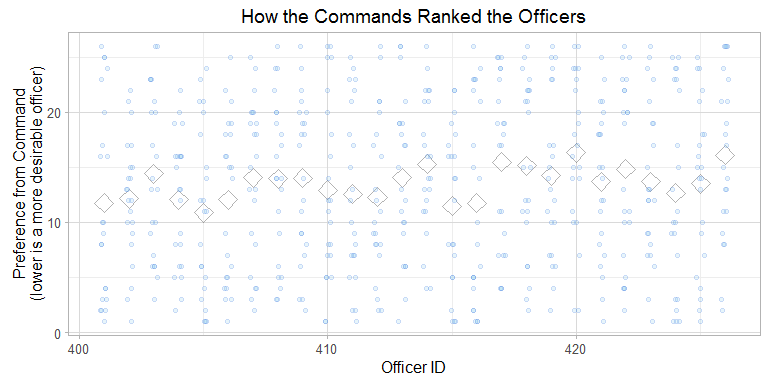 How the Commands Ranked the Officers
Preference from Command
(lower is a more desirable officer)
20
10
0
400
410
420
Officer ID